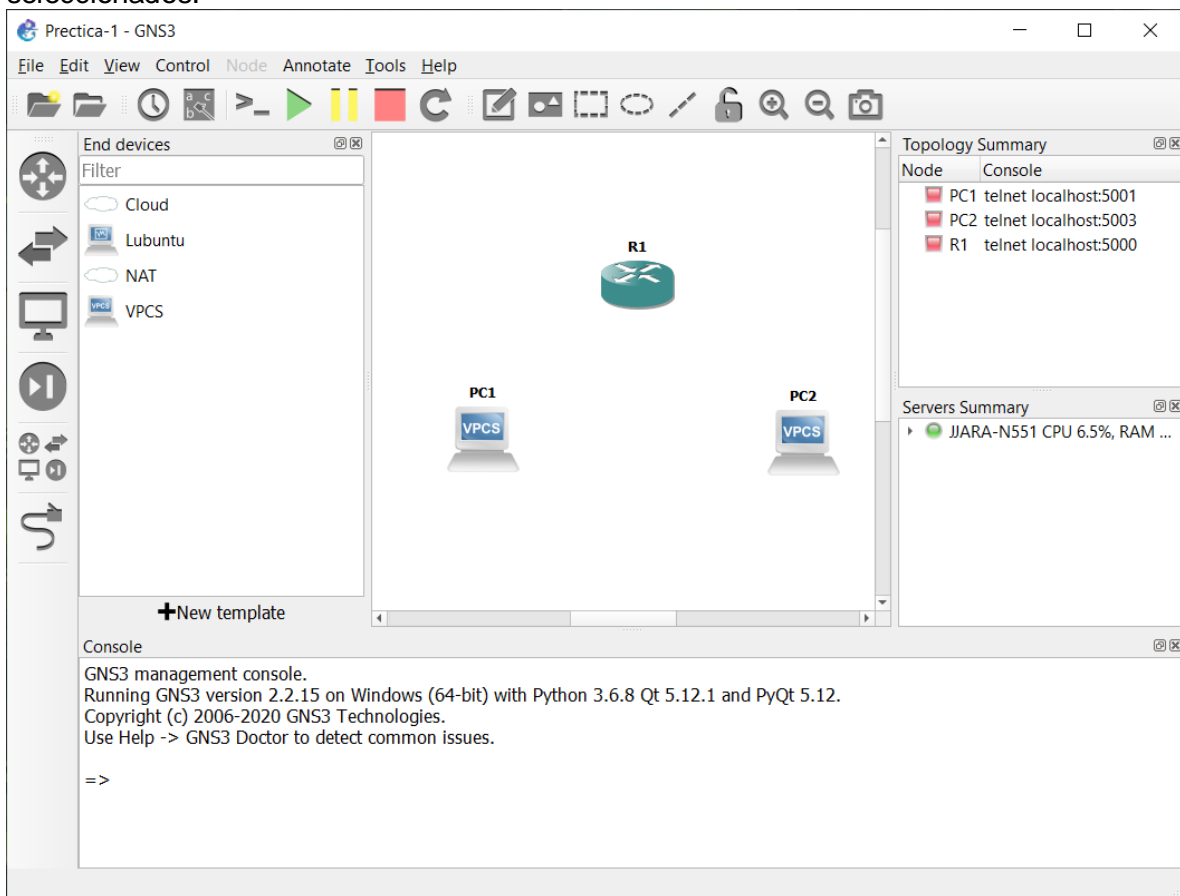 seleccionados.
Prectica-1 - GNS3
File Edit View Control Node Annotate Tools Help
End devices
Filter
Cloud
Lubuntu
NAT
VPCS
New template
R1
PC1
VPCS
PC2
VPCS
Topology Summary
Node Console
PC1 telnet localhost:5001
PC2 telnet localhost:5003
R1 telnet localhost:5000
Servers Summary
JJARA-N551 CPU 6.5%, RAM ...
Console
GNS3 management console.
Running GNS3 version 2.2.15 on Windows (64-bit) with Python 3.6.8 Qt 5.12.1 and PyQt 5.12.
Copyright (c) 2006-2020 GNS3 Technologies.
Use Help -> GNS3 Doctor to detect common issues.
=>